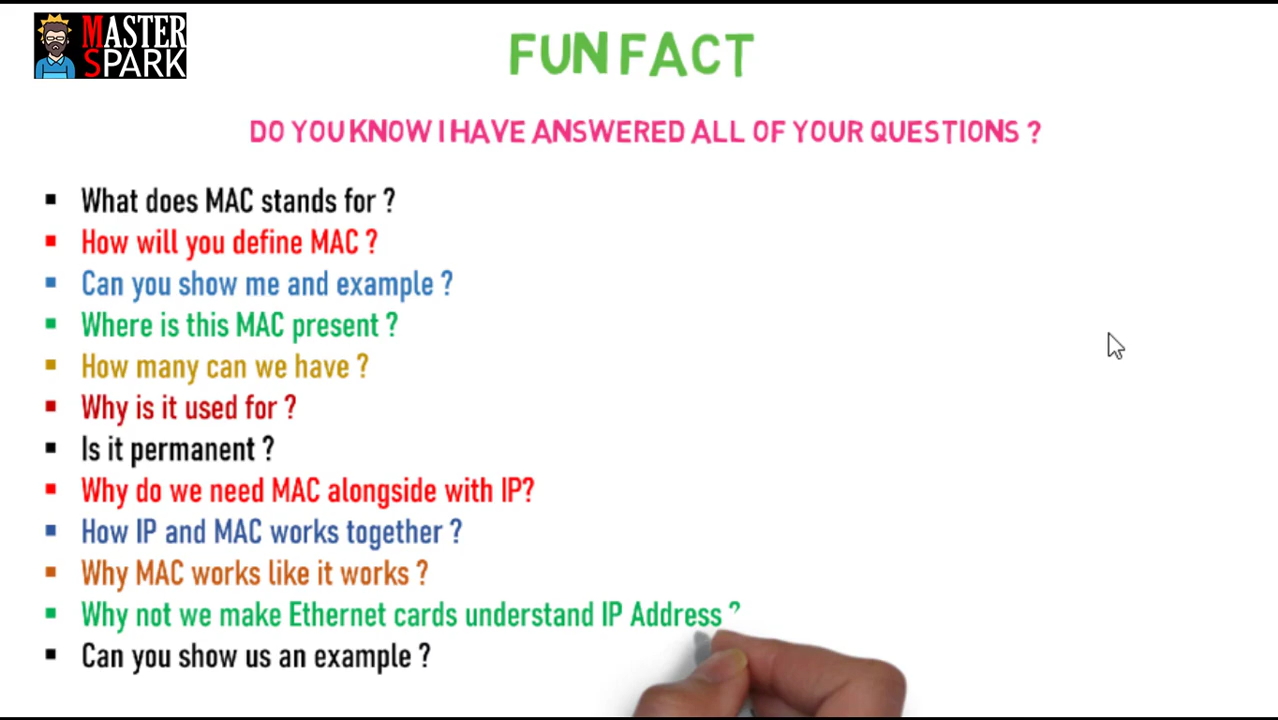 MASTER
SPARK
FUN FACT
DO YOU KNOW I HAVE ANSWERED ALL OF YOUR QUESTIONS ?
What does MAC stands for ?
How will you define MAC ?
Can you show me and example ?
Where is this MAC present ?
How many can we have ?
Why is it used for ?
Is it permanent ?
Why do we need MAC alongside with IP?
How IP and MAC works together ?
Why MAC works like it works ?
Why not we make Ethernet cards understand IP Address ?
Can you show us an example ?